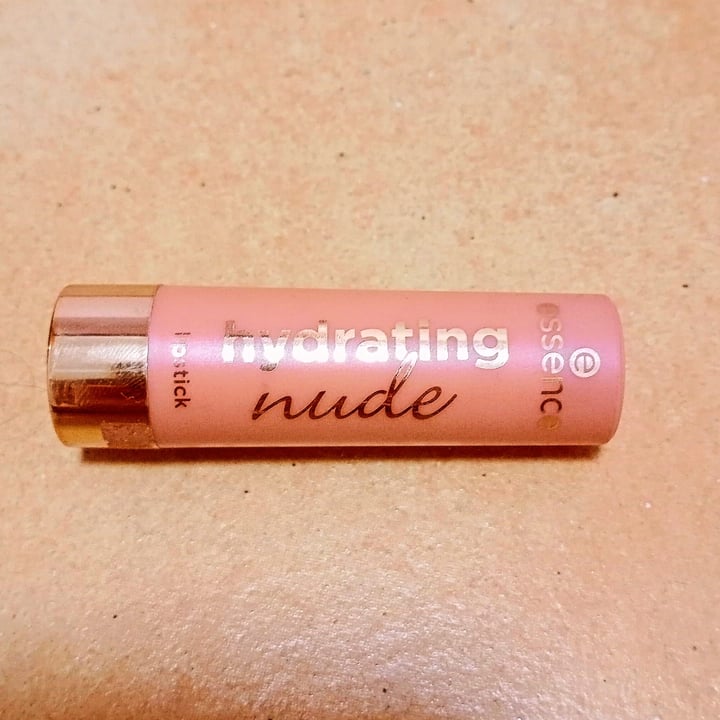 hydrating
nude
lipstick
e
essence